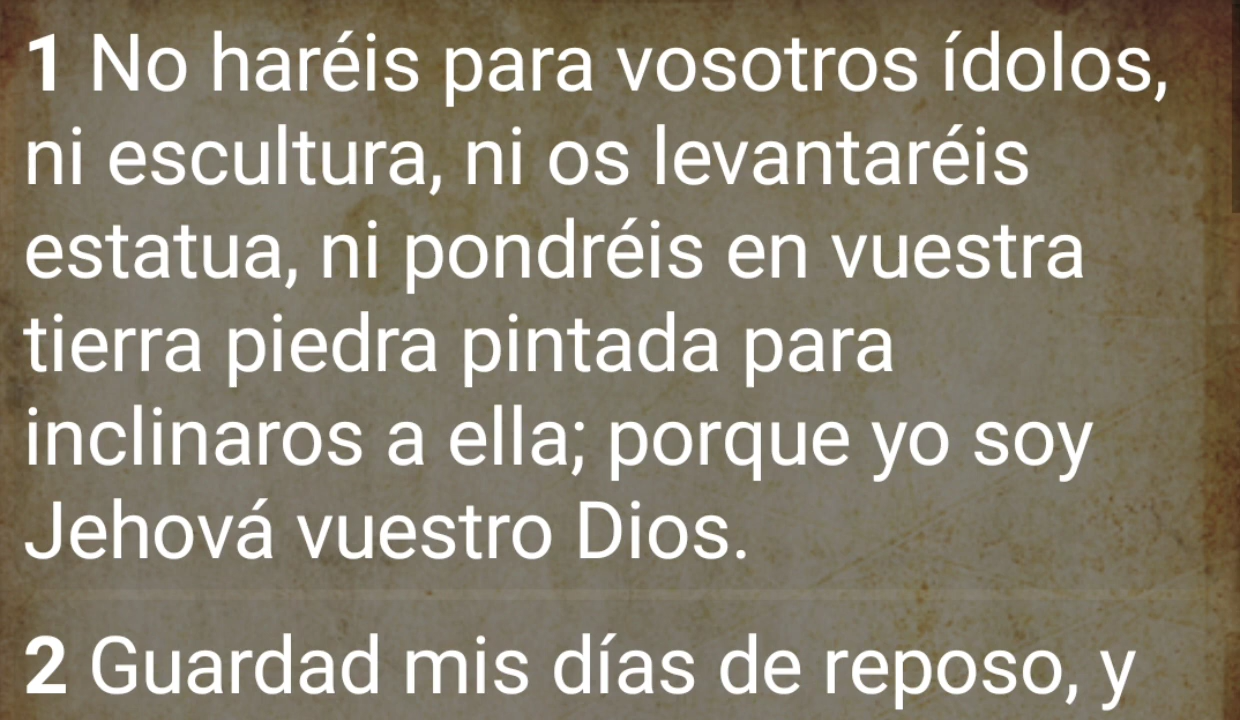 1 No haréis para vosotros ídolos,
ni escultura, ni os levantaréis
estatua, ni pondréis en vuestra
tierra piedra pintada para
inclinaros a ella; porque yo soy
Jehová vuestro Dios.
2 Guardad mis días de reposo, y